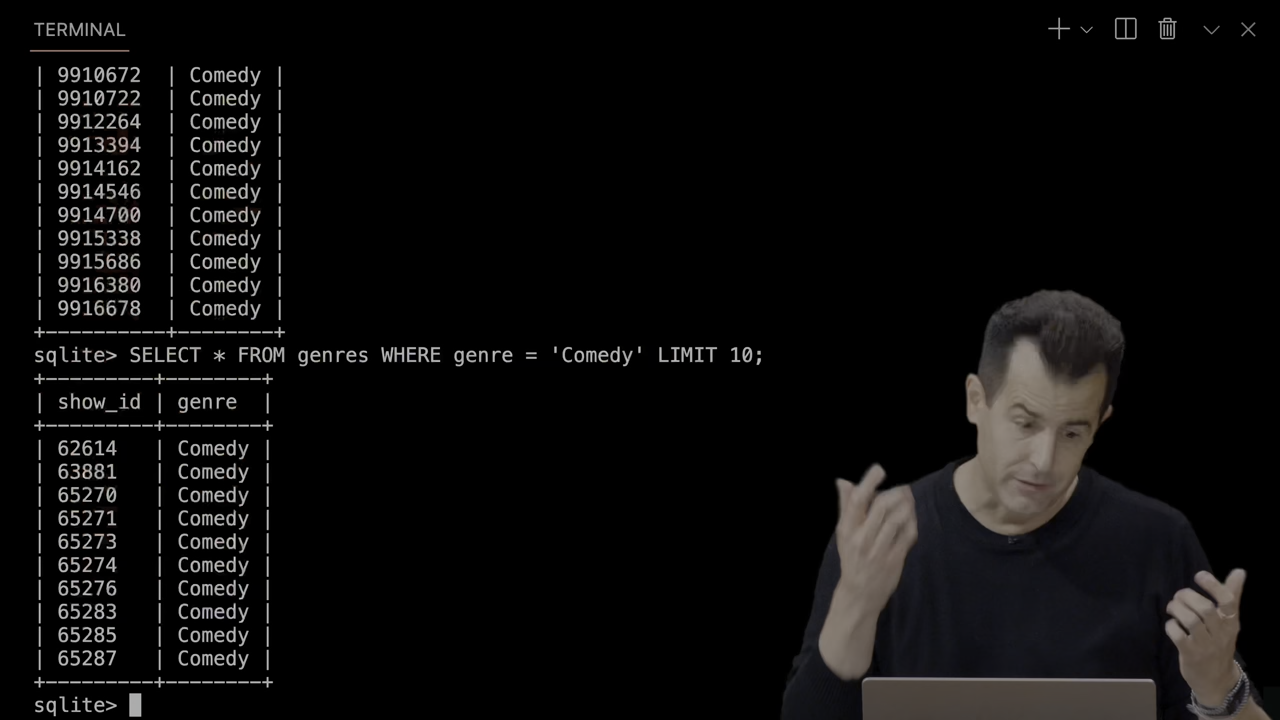 TERMINAL
| 9910672  | Comedy |
| 9910722  | Comedy |
| 9912264  | Comedy |
| 9913394  | Comedy |
| 9914162  | Comedy |
| 9914546  | Comedy |
| 9914700  | Comedy |
| 9915338  | Comedy |
| 9915686  | Comedy |
| 9916380  | Comedy |
| 9916678  | Comedy |
+----------+--------+
sqlite> SELECT * FROM genres WHERE genre = 'Comedy' LIMIT 10;
+---------+--------+
| show_id | genre  |
+---------+--------+
| 62614   | Comedy |
| 63881   | Comedy |
| 65270   | Comedy |
| 65271   | Comedy |
| 65273   | Comedy |
| 65274   | Comedy |
| 65276   | Comedy |
| 65283   | Comedy |
| 65285   | Comedy |
| 65287   | Comedy |
+---------+--------+
sqlite>